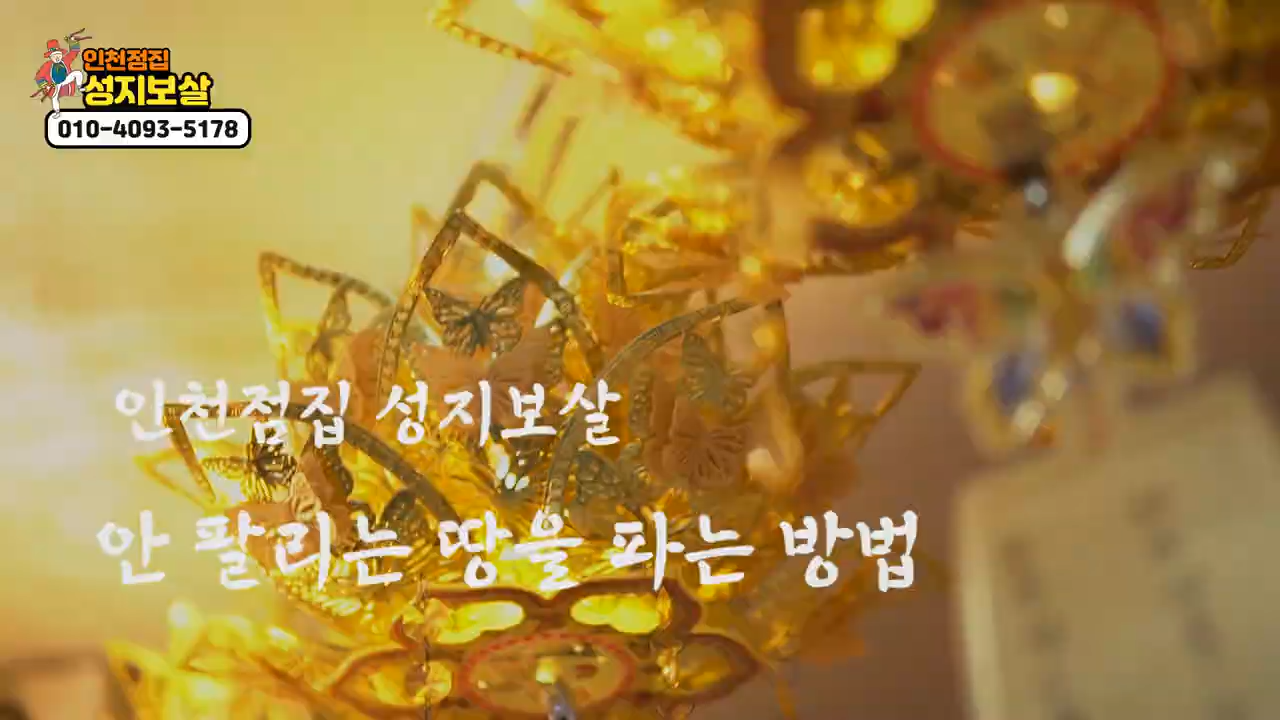 인천점집
성지보살
010-4093-5178
인천점집 성지보살
안 팔리는 땅을 파는 방법